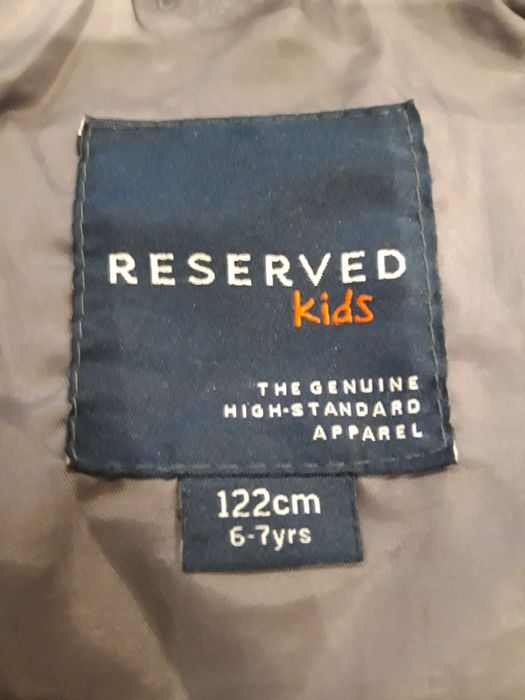 RESERVED
kids
THE GENUINE
HIGH-STANDARD
APPAREL
122cm
6-7yrs